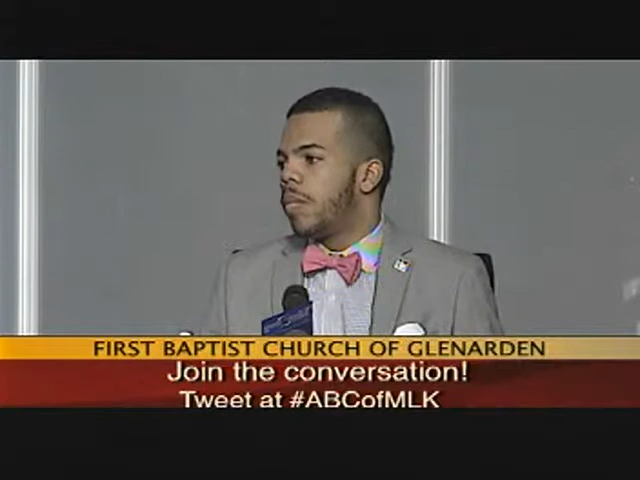 FIRST BAPTIST CHURCH OF GLENARDEN
Join the conversation!
Tweet at #ABCofMLK